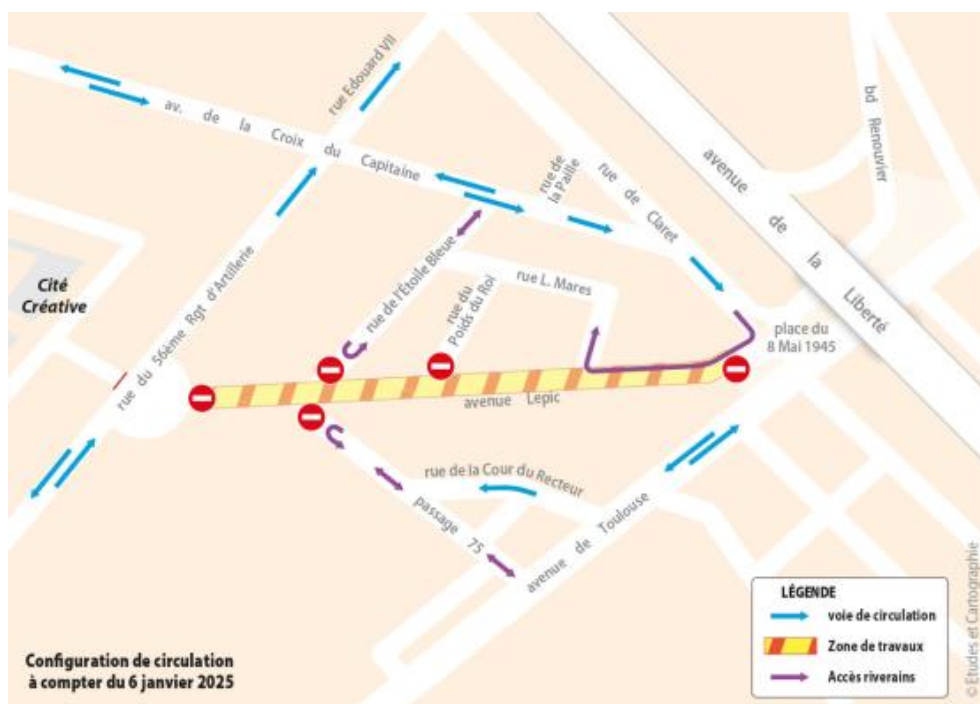 rue Edouard VII
av. de la Croix du Capitaine
rue de
la Paille
rue de Claret
avenue de la Liberté
bd Renouvier
Cité
Créative
rue du 56ème Rgt d'Artillerie
rue de l'Étoile Bleue
rue L. Mares
rue du
Poids du Roi
place du
8 Mai 1945
avenue Lepic
rue de la Cour du Recteur
passage 75
avenue de Toulouse
LÉGENDE
voie de circulation
Zone de travaux
Accès riverains
Configuration de circulation
à compter du 6 janvier 2025
© Etudes et Cartographie